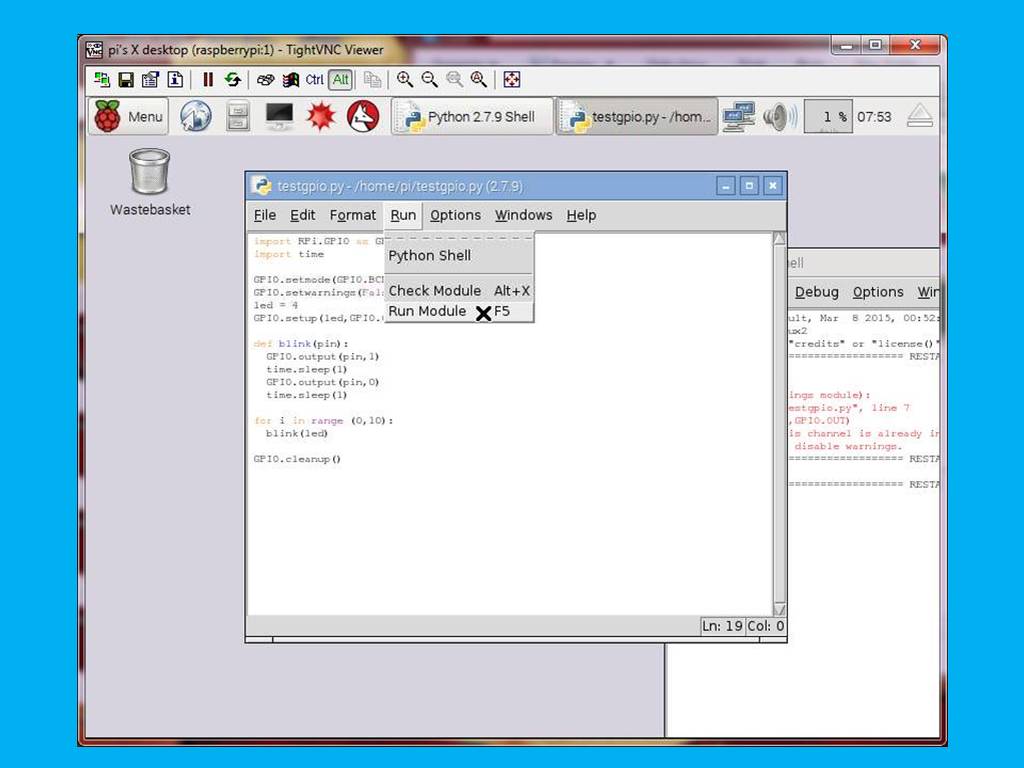 pi's X desktop (raspberrypi:1) - TightVNC Viewer
Ctrl Alt
Menu Python 2.7.9 Shell testgpio.py - /hom... 1 % 07:53
Wastebasket
testgpio.py - /home/pi/testgpio.py (2.7.9)
File Edit Format Run Options Windows Help
Python Shell
Check Module Alt+X
Run Module F5
import RPi.GPIO as
import time

GPIO.setmode(GPIO.BC
GPIO.setwarnings(Fal
led = 4
GPIO.setup(led,GPIO.

def blink(pin):
  GPIO.output(pin,1)
  time.sleep(1)
  GPIO.output(pin,0)
  time.sleep(1)

for i in range (0,10):
  blink(led)

GPIO.cleanup()
Ln: 19 Col: 0
ell
Debug Options Win
ult, Mar  8 2015, 00:52:
ux2
"credits" or "license()"
================== RESTA
ings module):
estgpio.py", line 7
,GPIO.OUT)
is channel is already in
disable warnings.
================== RESTA
================== RESTA